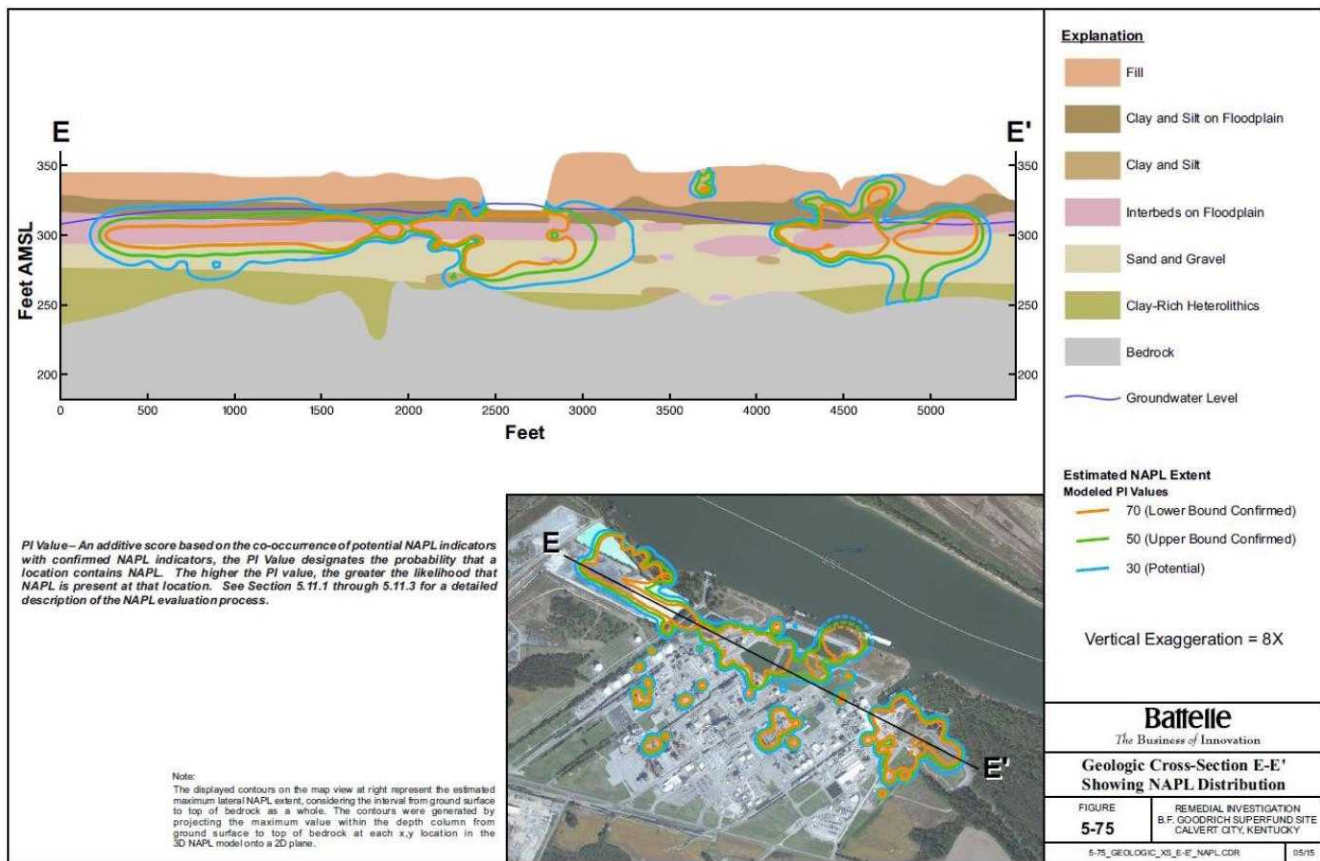 E
E'
350
300
250
200
Feet AMSL
350
300
250
200
0 500 1000 1500 2000 2500 3000 3500 4000 4500 5000
Feet
PI Value – An additive score based on the co-occurrence of potential NAPL indicators
with confirmed NAPL indicators, the PI Value designates the probability that a
location contains NAPL. The higher the PI value, the greater the likelihood that
NAPL is present at that location. See Section 5.11.1 through 5.11.3 for a detailed
description of the NAPL evaluation process.
Note:
The displayed contours on the map view at right represent the estimated
maximum lateral NAPL extent, considering the interval from ground surface
to top of bedrock as a whole. The contours were generated by
projecting the maximum value within the depth column from
ground surface to top of bedrock at each x,y location in the
3D NAPL model onto a 2D plane.
E
E'
Explanation
Fill
Clay and Silt on Floodplain
Clay and Silt
Interbeds on Floodplain
Sand and Gravel
Clay-Rich Heterolithics
Bedrock
Groundwater Level
Estimated NAPL Extent
Modeled PI Values
70 (Lower Bound Confirmed)
50 (Upper Bound Confirmed)
30 (Potential)
Vertical Exaggeration = 8X
Battelle
The Business of Innovation
Geologic Cross-Section E-E'
Showing NAPL Distribution
FIGURE
5-75
REMEDIAL INVESTIGATION
B.F. GOODRICH SUPERFUND SITE
CALVERT CITY, KENTUCKY
5-75_GEOLOGIC_XS_E-E'_NAPL.CDR 05/15